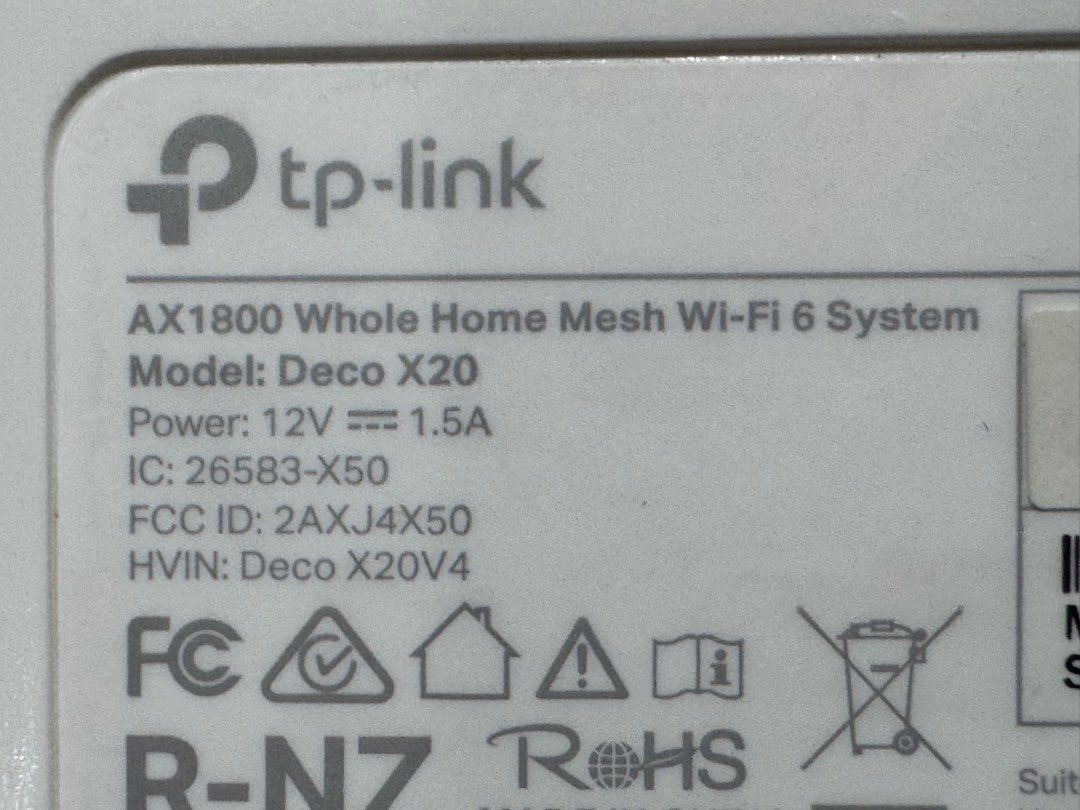 tp-link
AX1800 Whole Home Mesh Wi-Fi 6 System
Model: Deco X20
Power: 12V ⎓ 1.5A
IC: 26583-X50
FCC ID: 2AXJ4X50
HVIN: Deco X20V4
FC
R-NZ
RoHS